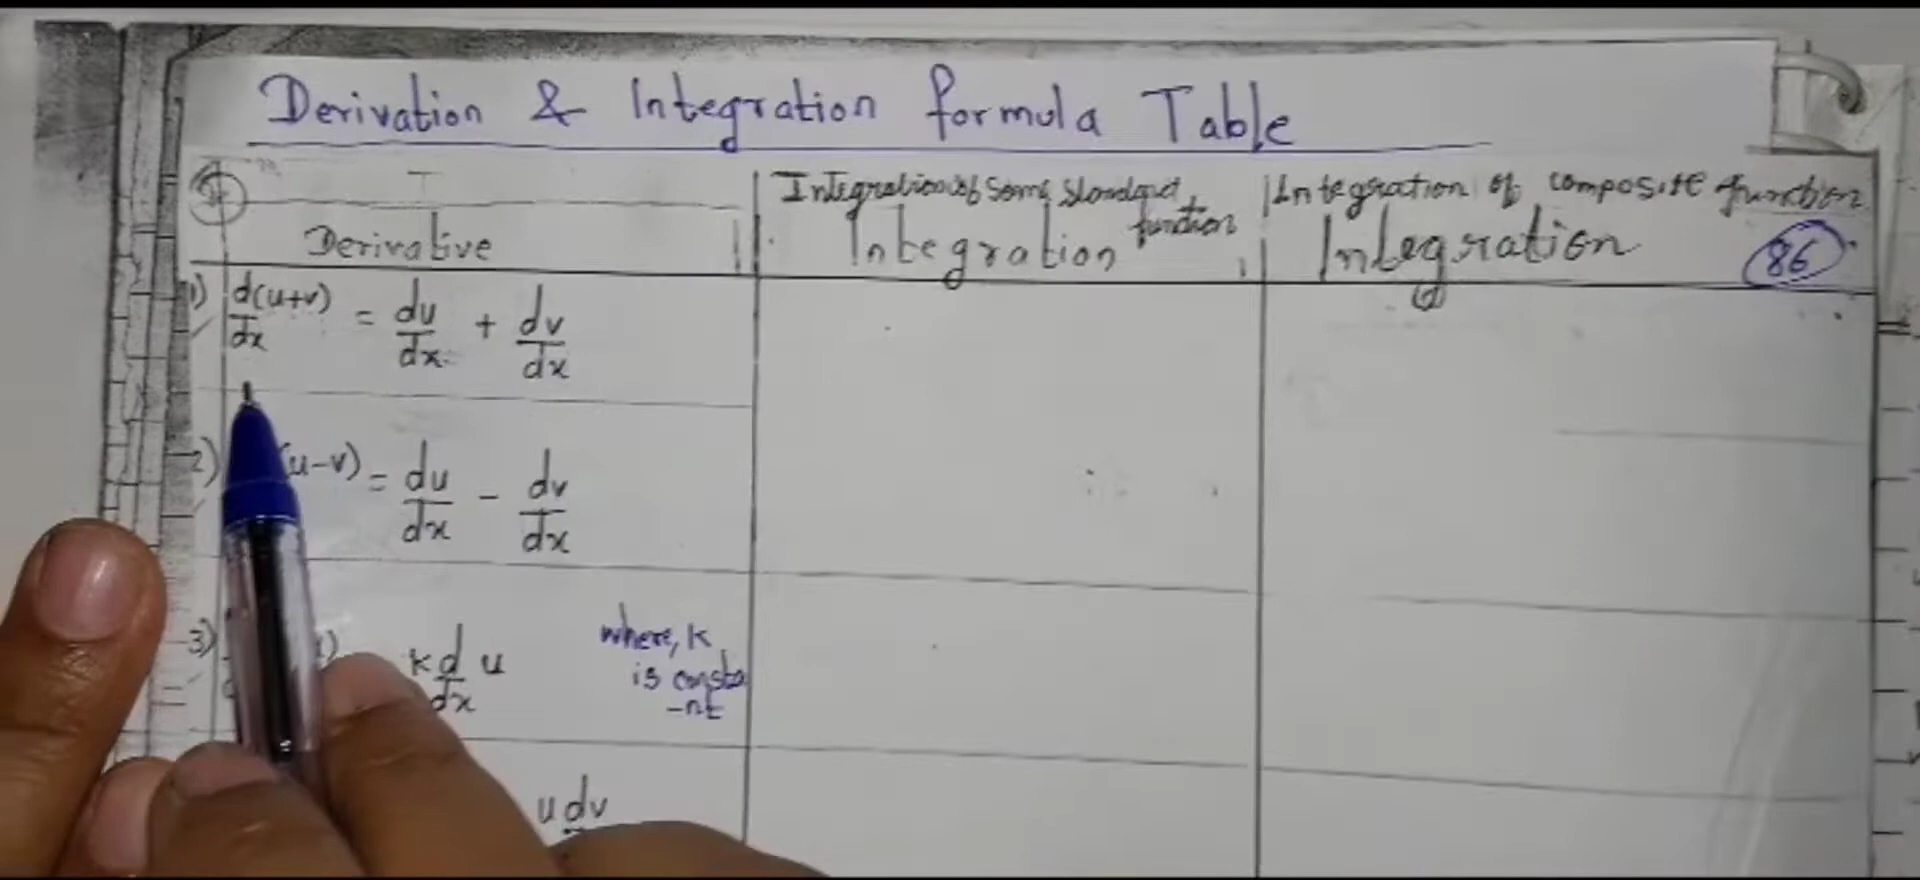 Derivation & Integration formula Table
I
Derivative
Integration of some standard function
Integration
Integration of composite function
Integration
86
1) d(u+v)/dx = du/dx + dv/dx
2) (u-v) = du/dx - dv/dx
3) k d/dx u where, k is consta-nt
u dv